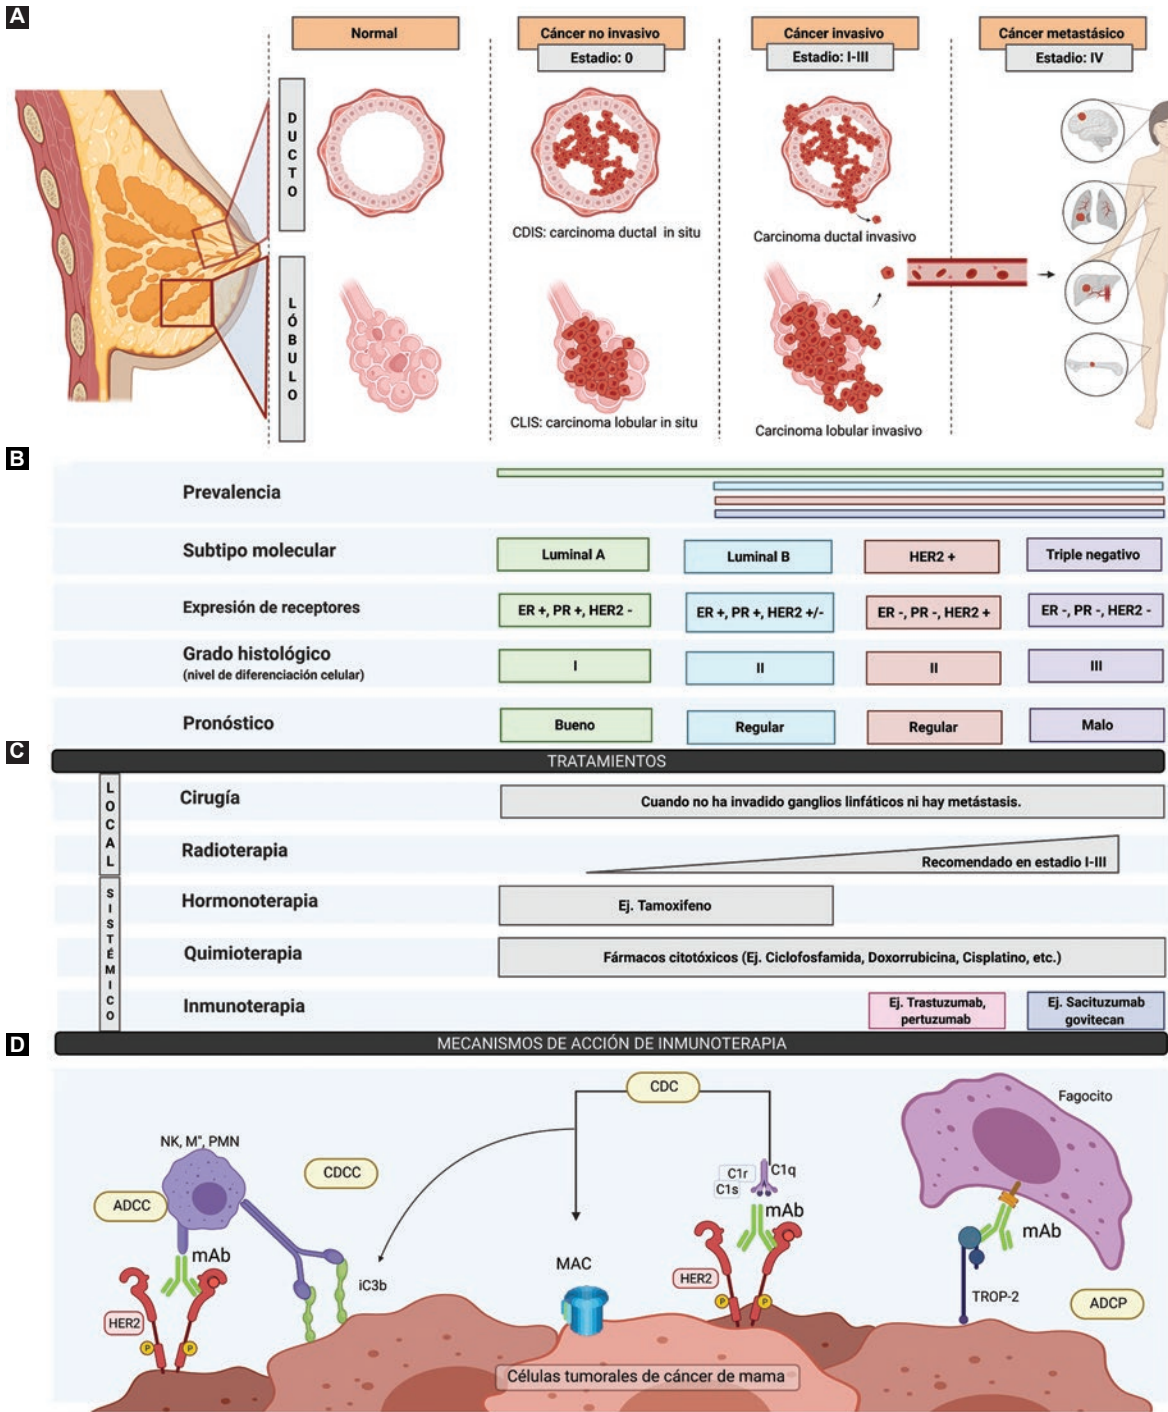 A
Normal
Cáncer no invasivo
Estadio: 0
Cáncer invasivo
Estadio: I-III
Cáncer metastásico
Estadio: IV
DUCTO
CDIS: carcinoma ductal in situ
Carcinoma ductal invasivo
LÓBULO
CLIS: carcinoma lobular in situ
Carcinoma lobular invasivo
B
Prevalencia
Subtipo molecular
Luminal A
Luminal B
HER2 +
Triple negativo
Expresión de receptores
ER +, PR +, HER2 -
ER +, PR +, HER2 +/-
ER -, PR -, HER2 +
ER -, PR -, HER2 -
Grado histológico
(nivel de diferenciación celular)
I
II
II
III
Pronóstico
Bueno
Regular
Regular
Malo
C
TRATAMIENTOS
LOCAL
Cirugía
Cuando no ha invadido ganglios linfáticos ni hay metástasis.
Radioterapia
Recomendado en estadio I-III
SISTÉMICO
Hormonoterapia
Ej. Tamoxifeno
Quimioterapia
Fármacos citotóxicos (Ej. Ciclofosfamida, Doxorrubicina, Cisplatino, etc.)
Inmunoterapia
Ej. Trastuzumab,
pertuzumab
Ej. Sacituzumab
govitecan
D
MECANISMOS DE ACCIÓN DE INMUNOTERAPIA
CDC
Fagocito
NK, M", PMN
CDCC
ADCC
C1r
C1q
C1s
mAb
mAb
mAb
MAC
iC3b
HER2
HER2
P
P
P
P
TROP-2
ADCP
Células tumorales de cáncer de mama